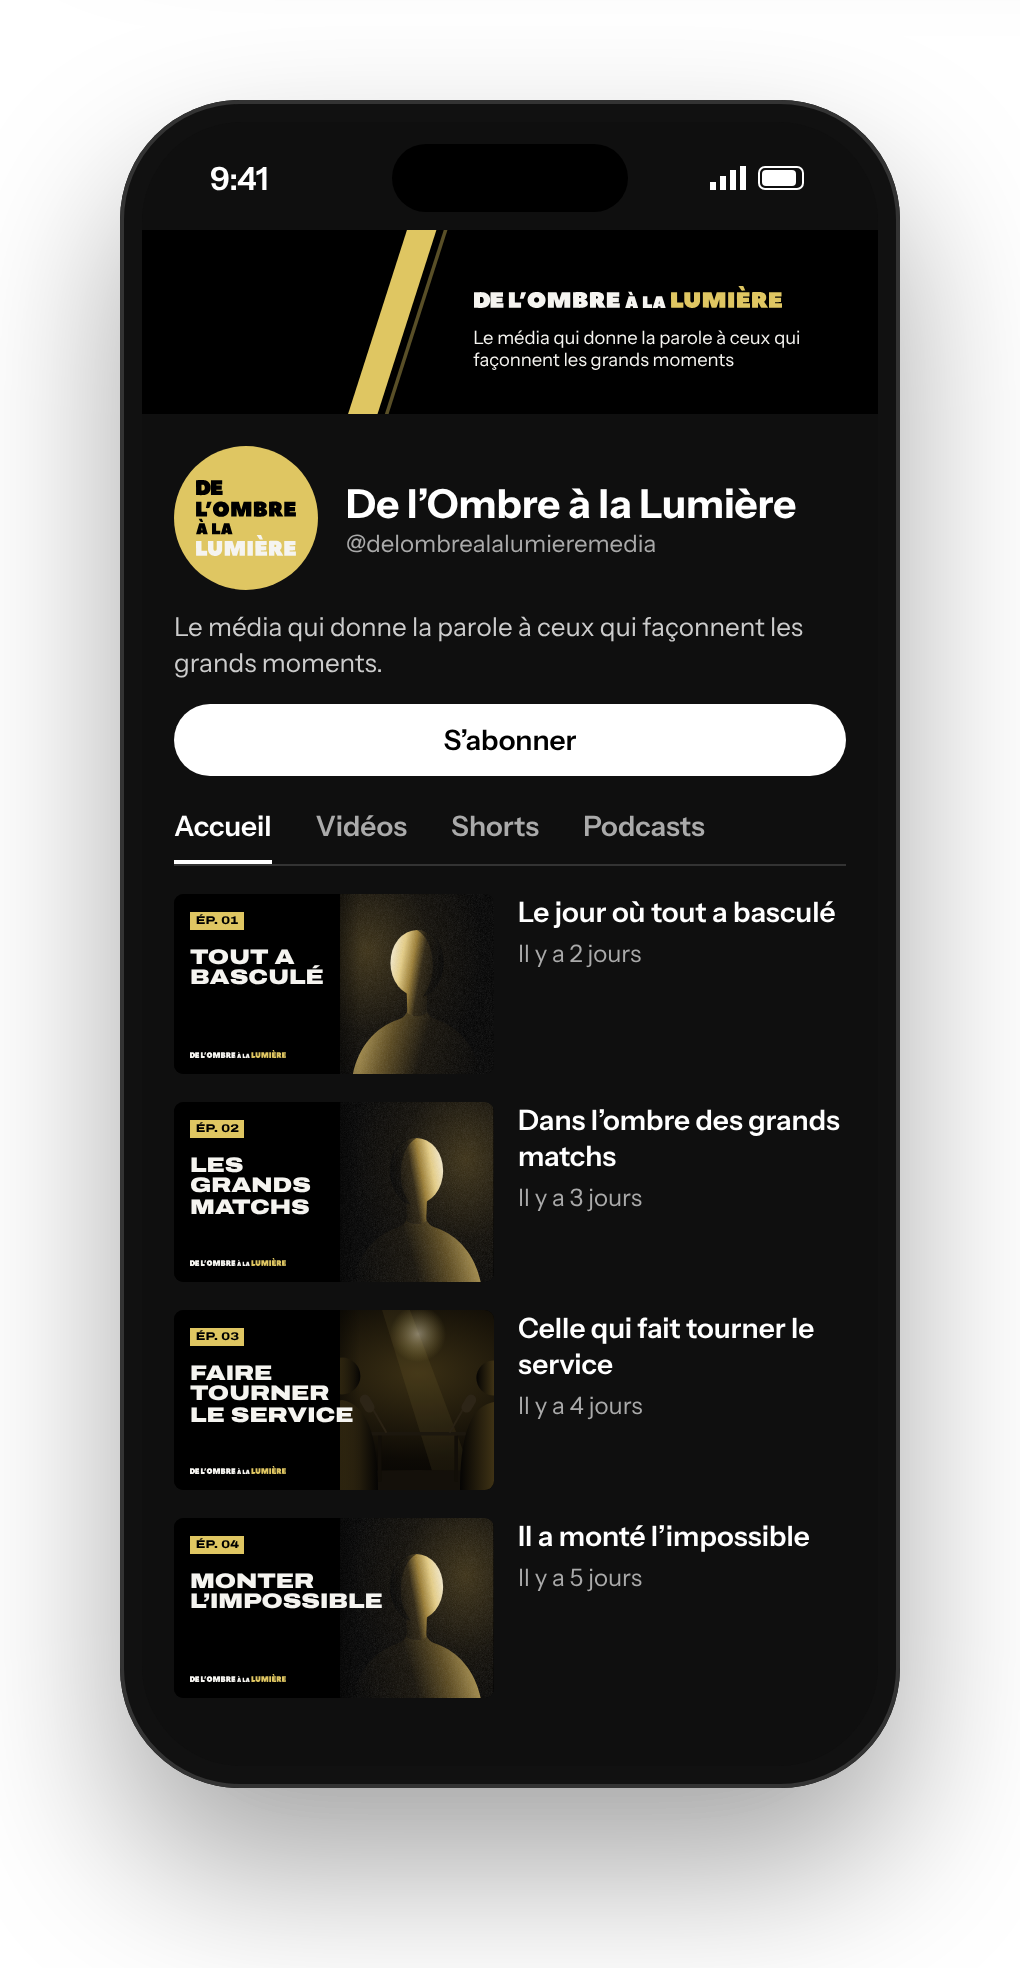 9:41
DE L’OMBRE À LA LUMIÈRE
Le média qui donne la parole à ceux qui
façonnent les grands moments
DE
L’OMBRE
À LA
LUMIÈRE
De l’Ombre à la Lumière
@delombrealalumieremedia
Le média qui donne la parole à ceux qui façonnent les
grands moments.
S’abonner
Accueil Vidéos Shorts Podcasts
ÉP. 01
TOUT A
BASCULÉ
DE L’OMBRE À LA LUMIÈRE
Le jour où tout a basculé
Il y a 2 jours
ÉP. 02
LES
GRANDS
MATCHS
DE L’OMBRE À LA LUMIÈRE
Dans l’ombre des grands
matchs
Il y a 3 jours
ÉP. 03
FAIRE
TOURNER
LE SERVICE
DE L’OMBRE À LA LUMIÈRE
Celle qui fait tourner le
service
Il y a 4 jours
ÉP. 04
MONTER
L’IMPOSSIBLE
DE L’OMBRE À LA LUMIÈRE
Il a monté l’impossible
Il y a 5 jours